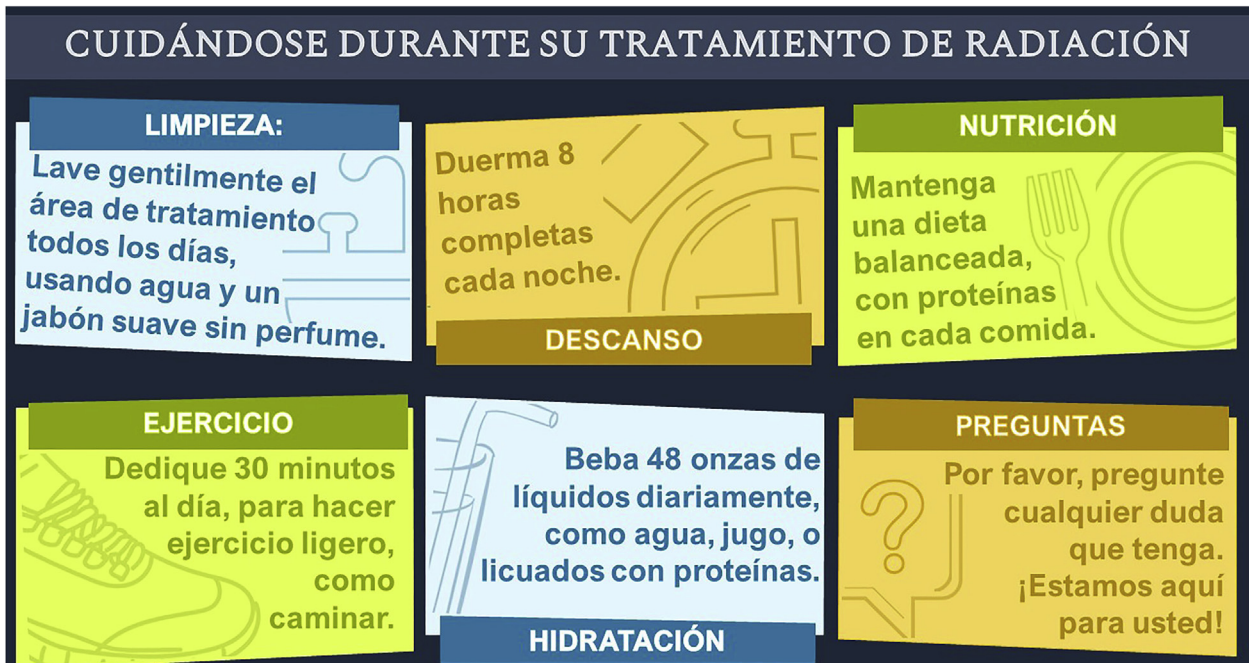 CUIDÁNDOSE DURANTE SU TRATAMIENTO DE RADIACIÓN
LIMPIEZA:
Lave gentilmente el
área de tratamiento
todos los días,
usando agua y un
jabón suave sin perfume.
Duerma 8
horas
completas
cada noche.
DESCANSO
NUTRICIÓN
Mantenga
una dieta
balanceada,
con proteínas
en cada comida.
EJERCICIO
Dedique 30 minutos
al día, para hacer
ejercicio ligero,
como
caminar.
Beba 48 onzas de
líquidos diariamente,
como agua, jugo, o
licuados con proteínas.
HIDRATACIÓN
PREGUNTAS
Por favor, pregunte
cualquier duda
que tenga.
¡Estamos aquí
para usted!